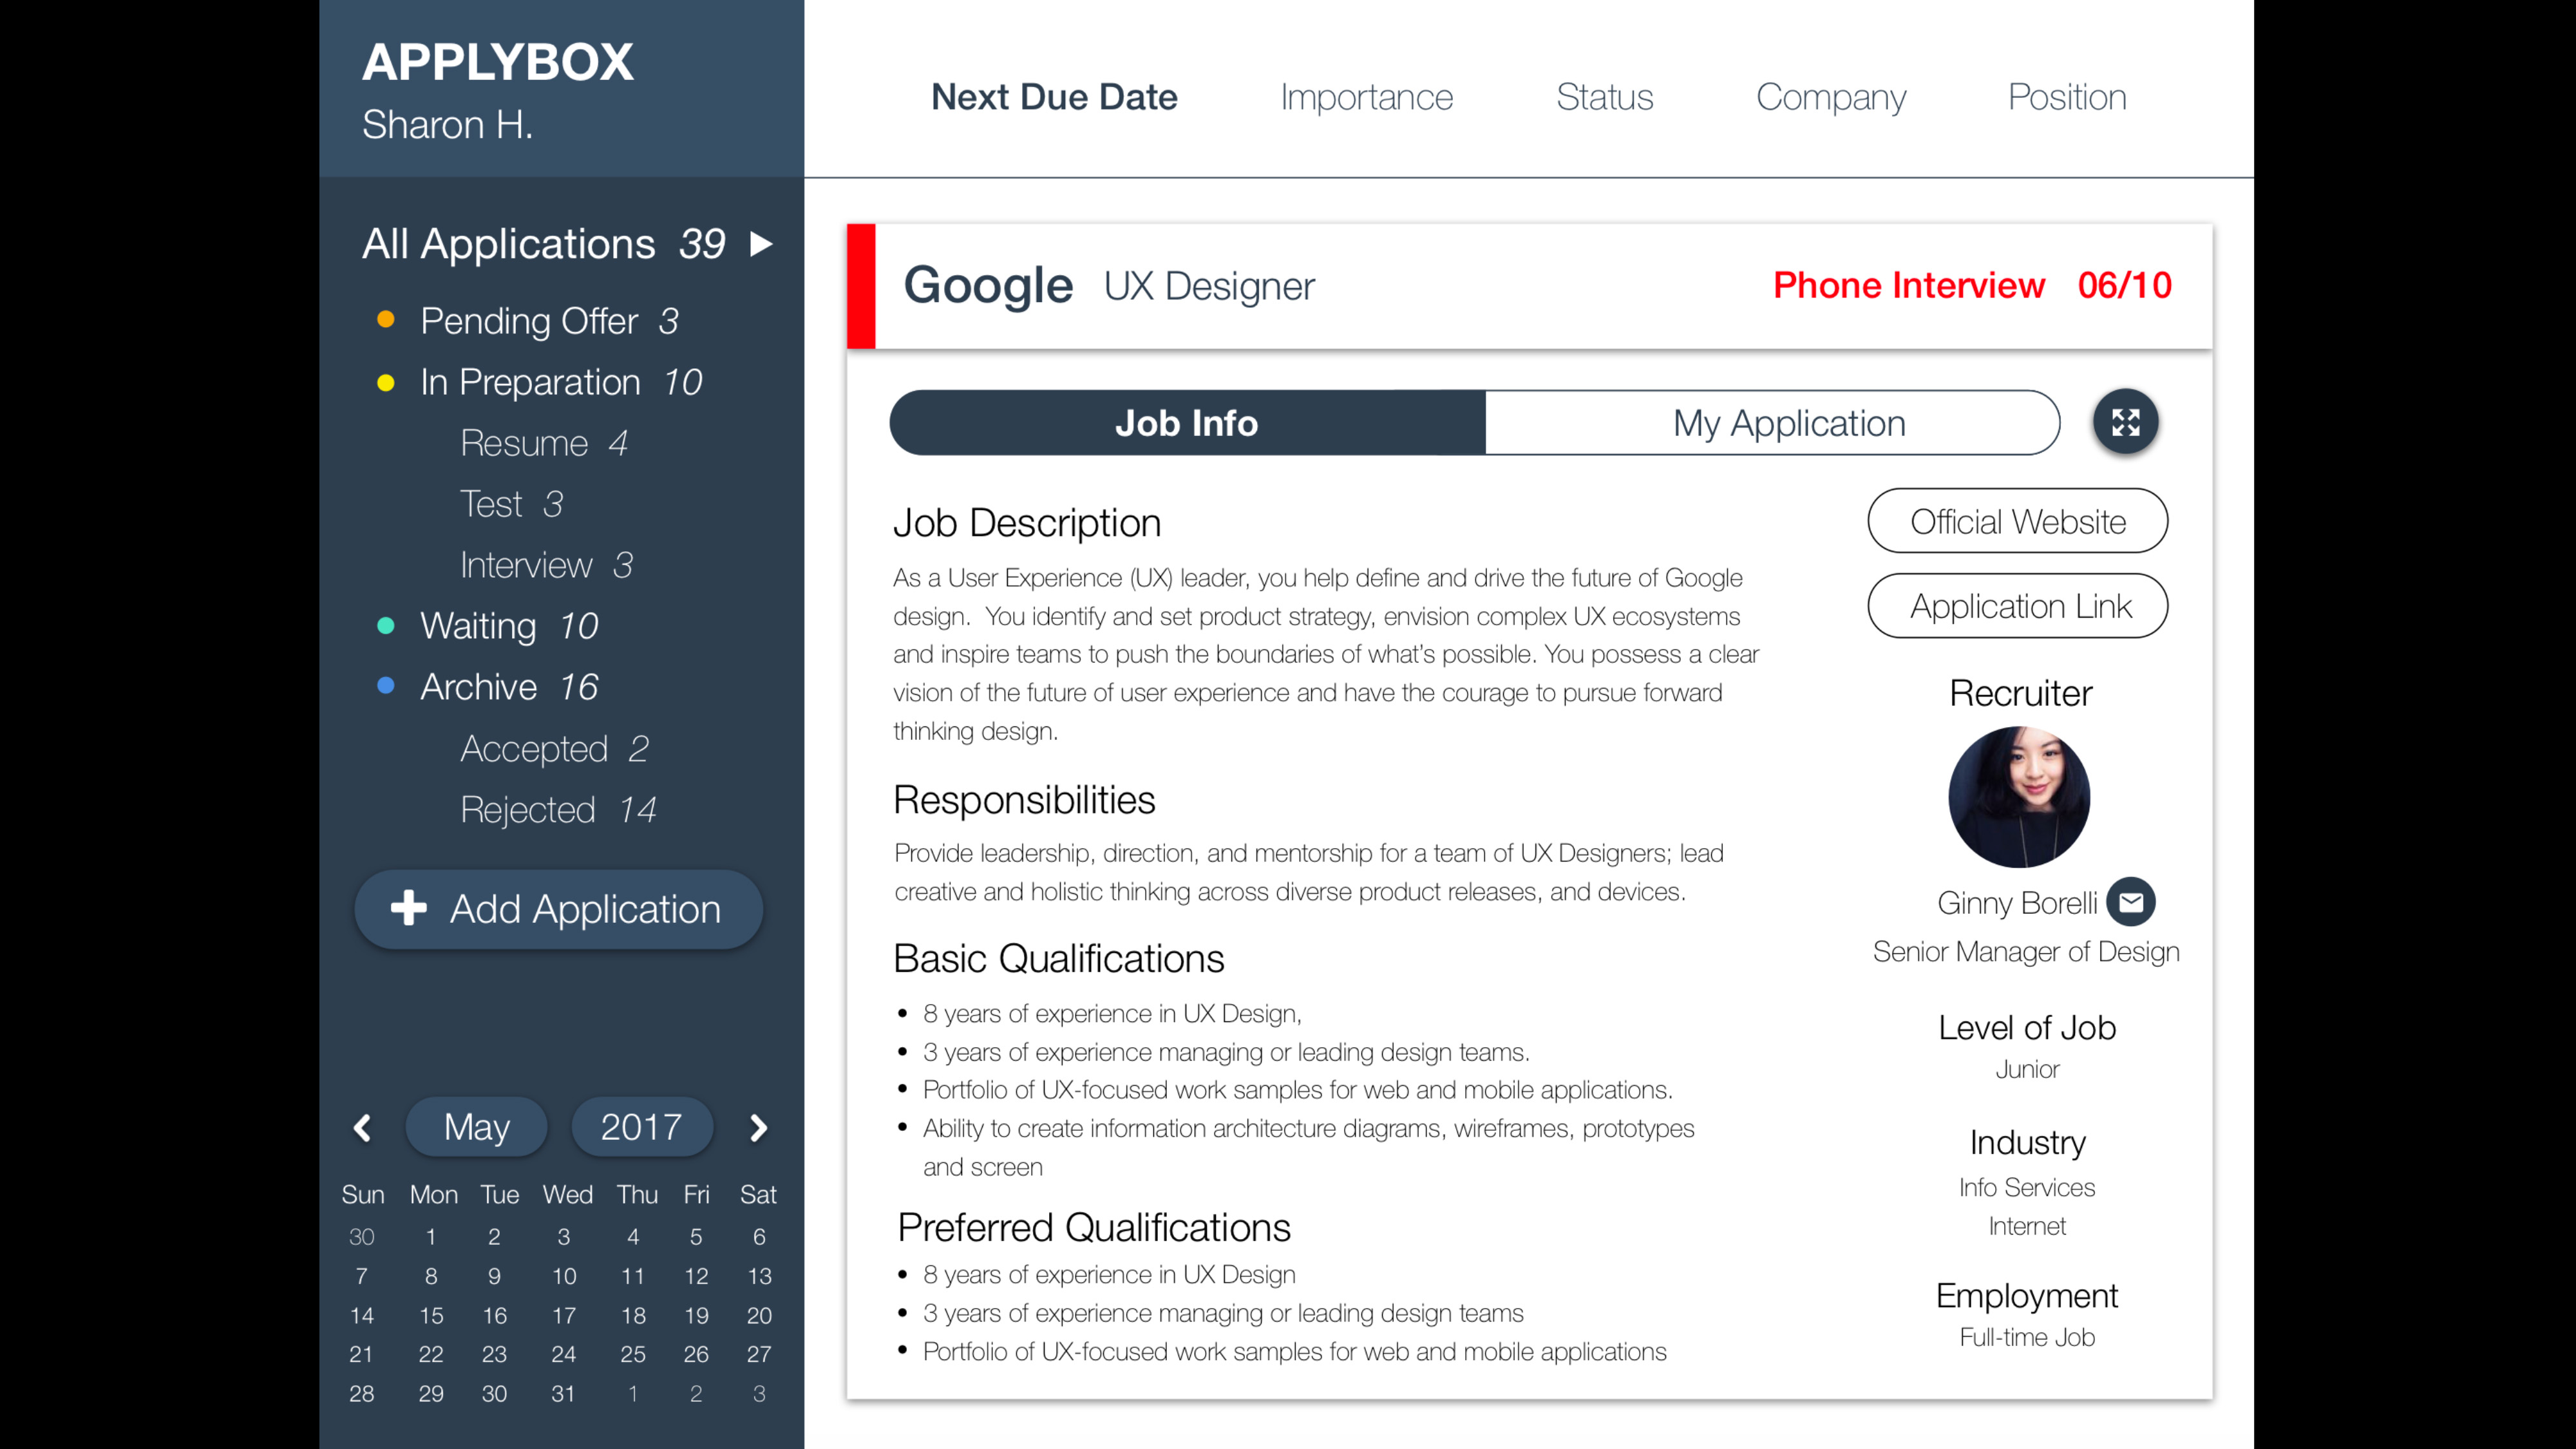 APPLYBOX
Sharon H.
All Applications 39
Pending Offer 3
In Preparation 10
Resume 4
Test 3
Interview 3
Waiting 10
Archive 16
Accepted 2
Rejected 14
Add Application
May 2017
Sun Mon Tue Wed Thu Fri Sat
30 1 2 3 4 5 6
7 8 9 10 11 12 13
14 15 16 17 18 19 20
21 22 23 24 25 26 27
28 29 30 31 1 2 3
Next Due Date Importance Status Company Position
Google UX Designer Phone Interview 06/10
Job Info My Application
Job Description
As a User Experience (UX) leader, you help define and drive the future of Google
design. You identify and set product strategy, envision complex UX ecosystems
and inspire teams to push the boundaries of what's possible. You possess a clear
vision of the future of user experience and have the courage to pursue forward
thinking design.
Responsibilities
Provide leadership, direction, and mentorship for a team of UX Designers; lead
creative and holistic thinking across diverse product releases, and devices.
Basic Qualifications
• 8 years of experience in UX Design,
• 3 years of experience managing or leading design teams.
• Portfolio of UX-focused work samples for web and mobile applications.
• Ability to create information architecture diagrams, wireframes, prototypes
and screen
Preferred Qualifications
• 8 years of experience in UX Design
• 3 years of experience managing or leading design teams
• Portfolio of UX-focused work samples for web and mobile applications
Official Website
Application Link
Recruiter
Ginny Borelli
Senior Manager of Design
Level of Job
Junior
Industry
Info Services
Internet
Employment
Full-time Job